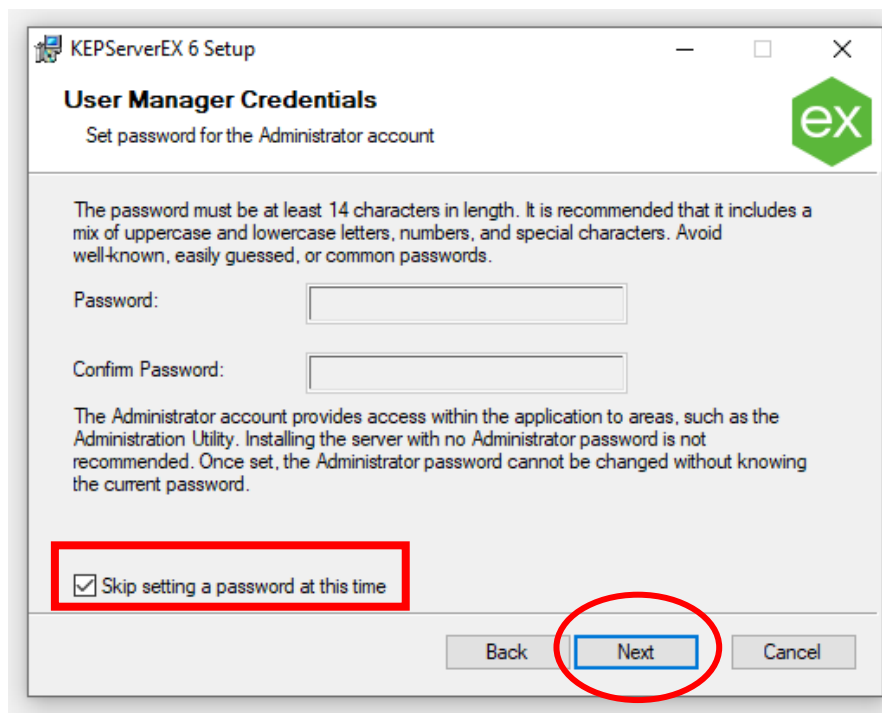 KEPServerEX 6 Setup
User Manager Credentials
Set password for the Administrator account
ex
The password must be at least 14 characters in length. It is recommended that it includes a
mix of uppercase and lowercase letters, numbers, and special characters. Avoid
well-known, easily guessed, or common passwords.
Password:
Confirm Password:
The Administrator account provides access within the application to areas, such as the
Administration Utility. Installing the server with no Administrator password is not
recommended. Once set, the Administrator password cannot be changed without knowing
the current password.
Skip setting a password at this time
Back Next Cancel